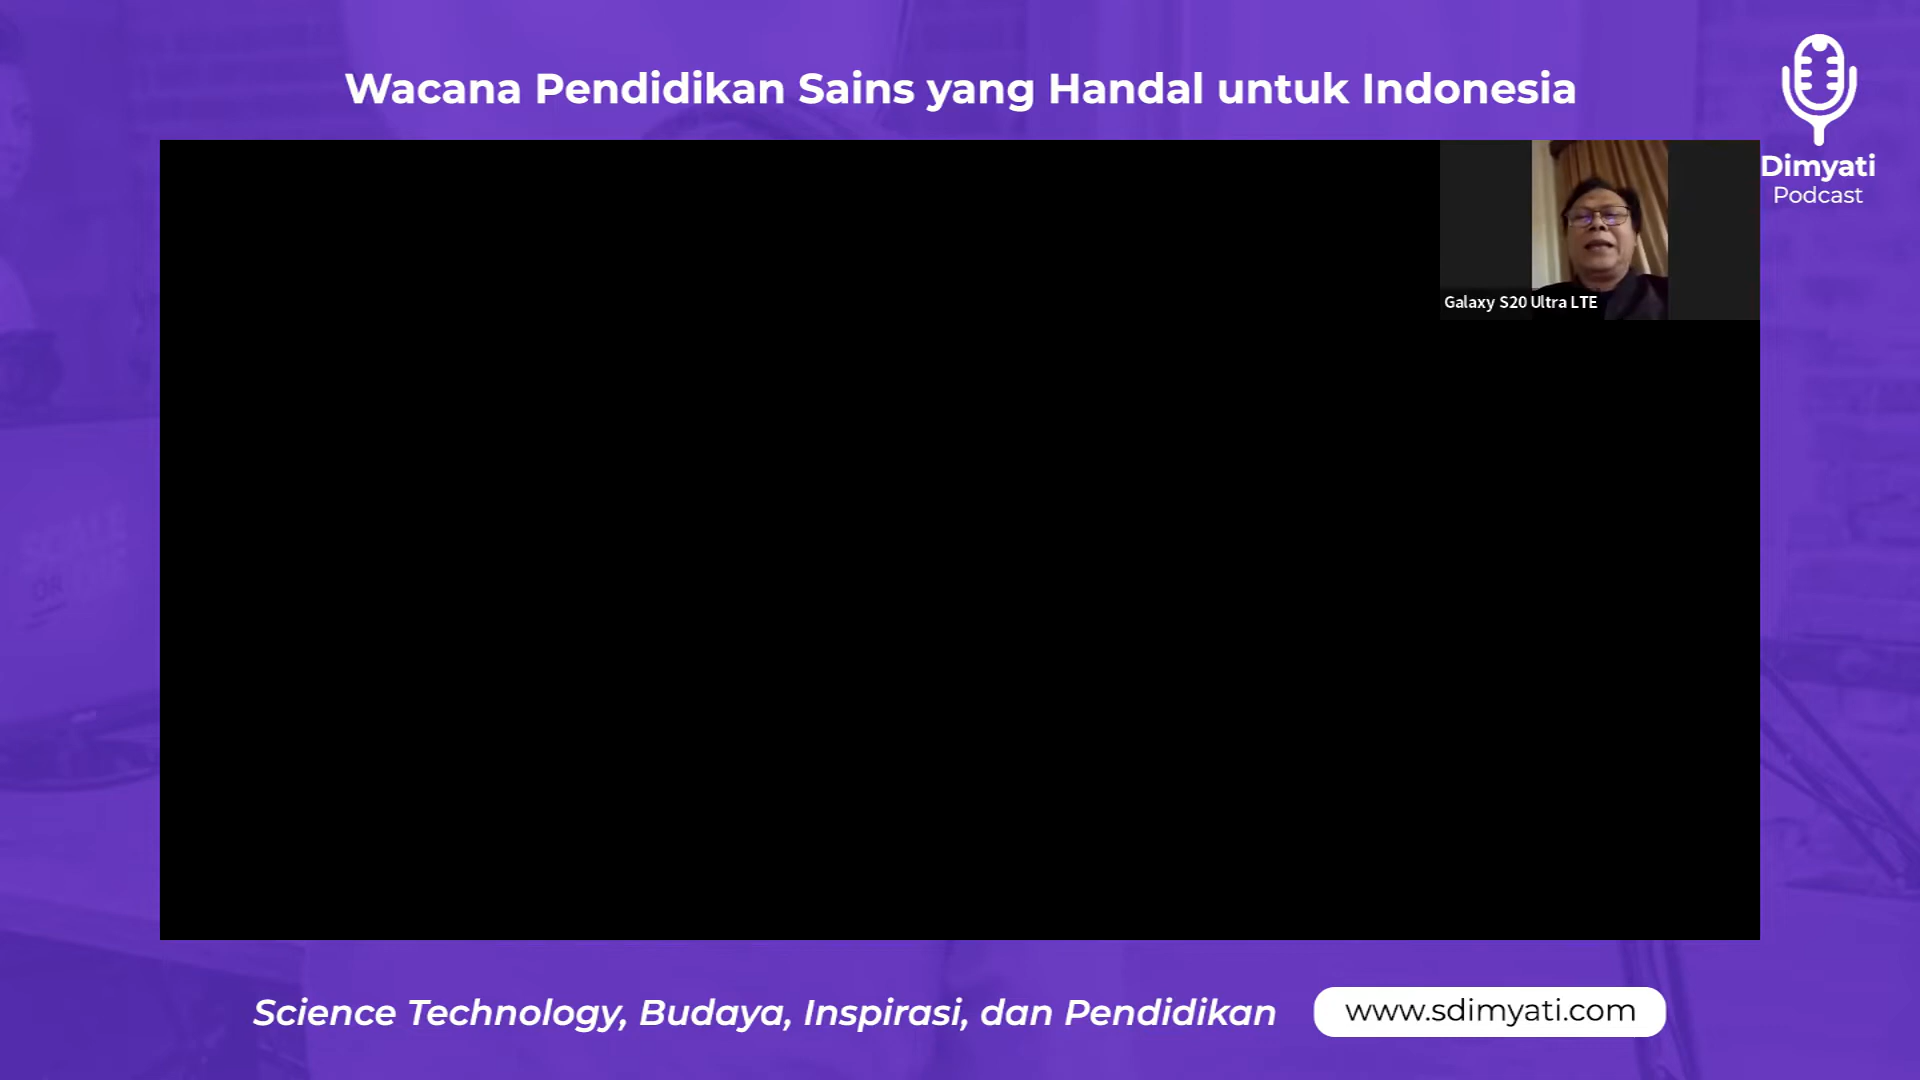 Wacana Pendidikan Sains yang Handal untuk Indonesia
Dimyati
Podcast
Galaxy S20 Ultra LTE
Science Technology, Budaya, Inspirasi, dan Pendidikan
www.sdimyati.com